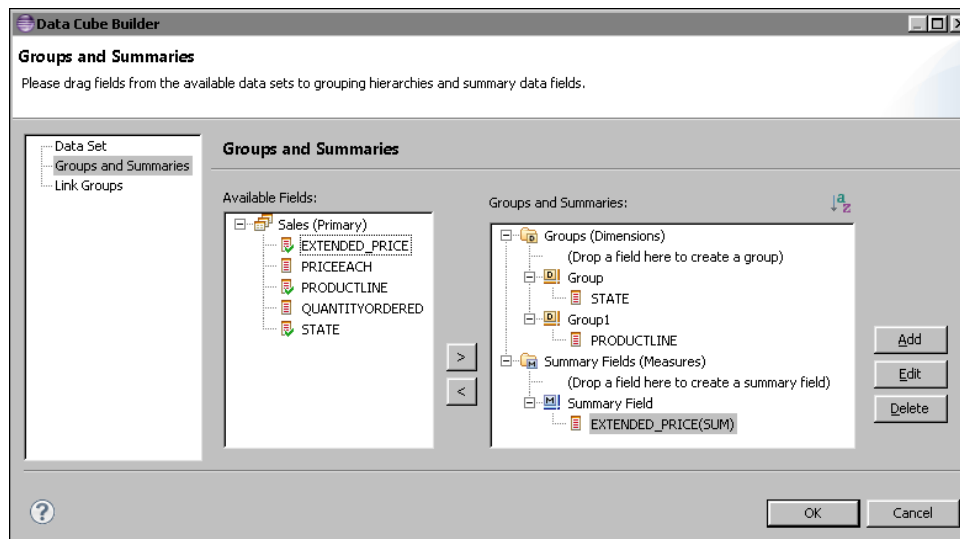 Data Cube Builder
Groups and Summaries
Please drag fields from the available data sets to grouping hierarchies and summary data fields.
Data Set
Groups and Summaries
Link Groups
Groups and Summaries
Available Fields:
Sales (Primary)
EXTENDED_PRICE
PRICEEACH
PRODUCTLINE
QUANTITYORDERED
STATE
>
<
Groups and Summaries:
Groups (Dimensions)
(Drop a field here to create a group)
Group
STATE
Group1
PRODUCTLINE
Summary Fields (Measures)
(Drop a field here to create a summary field)
Summary Field
EXTENDED_PRICE(SUM)
Add
Edit
Delete
OK
Cancel